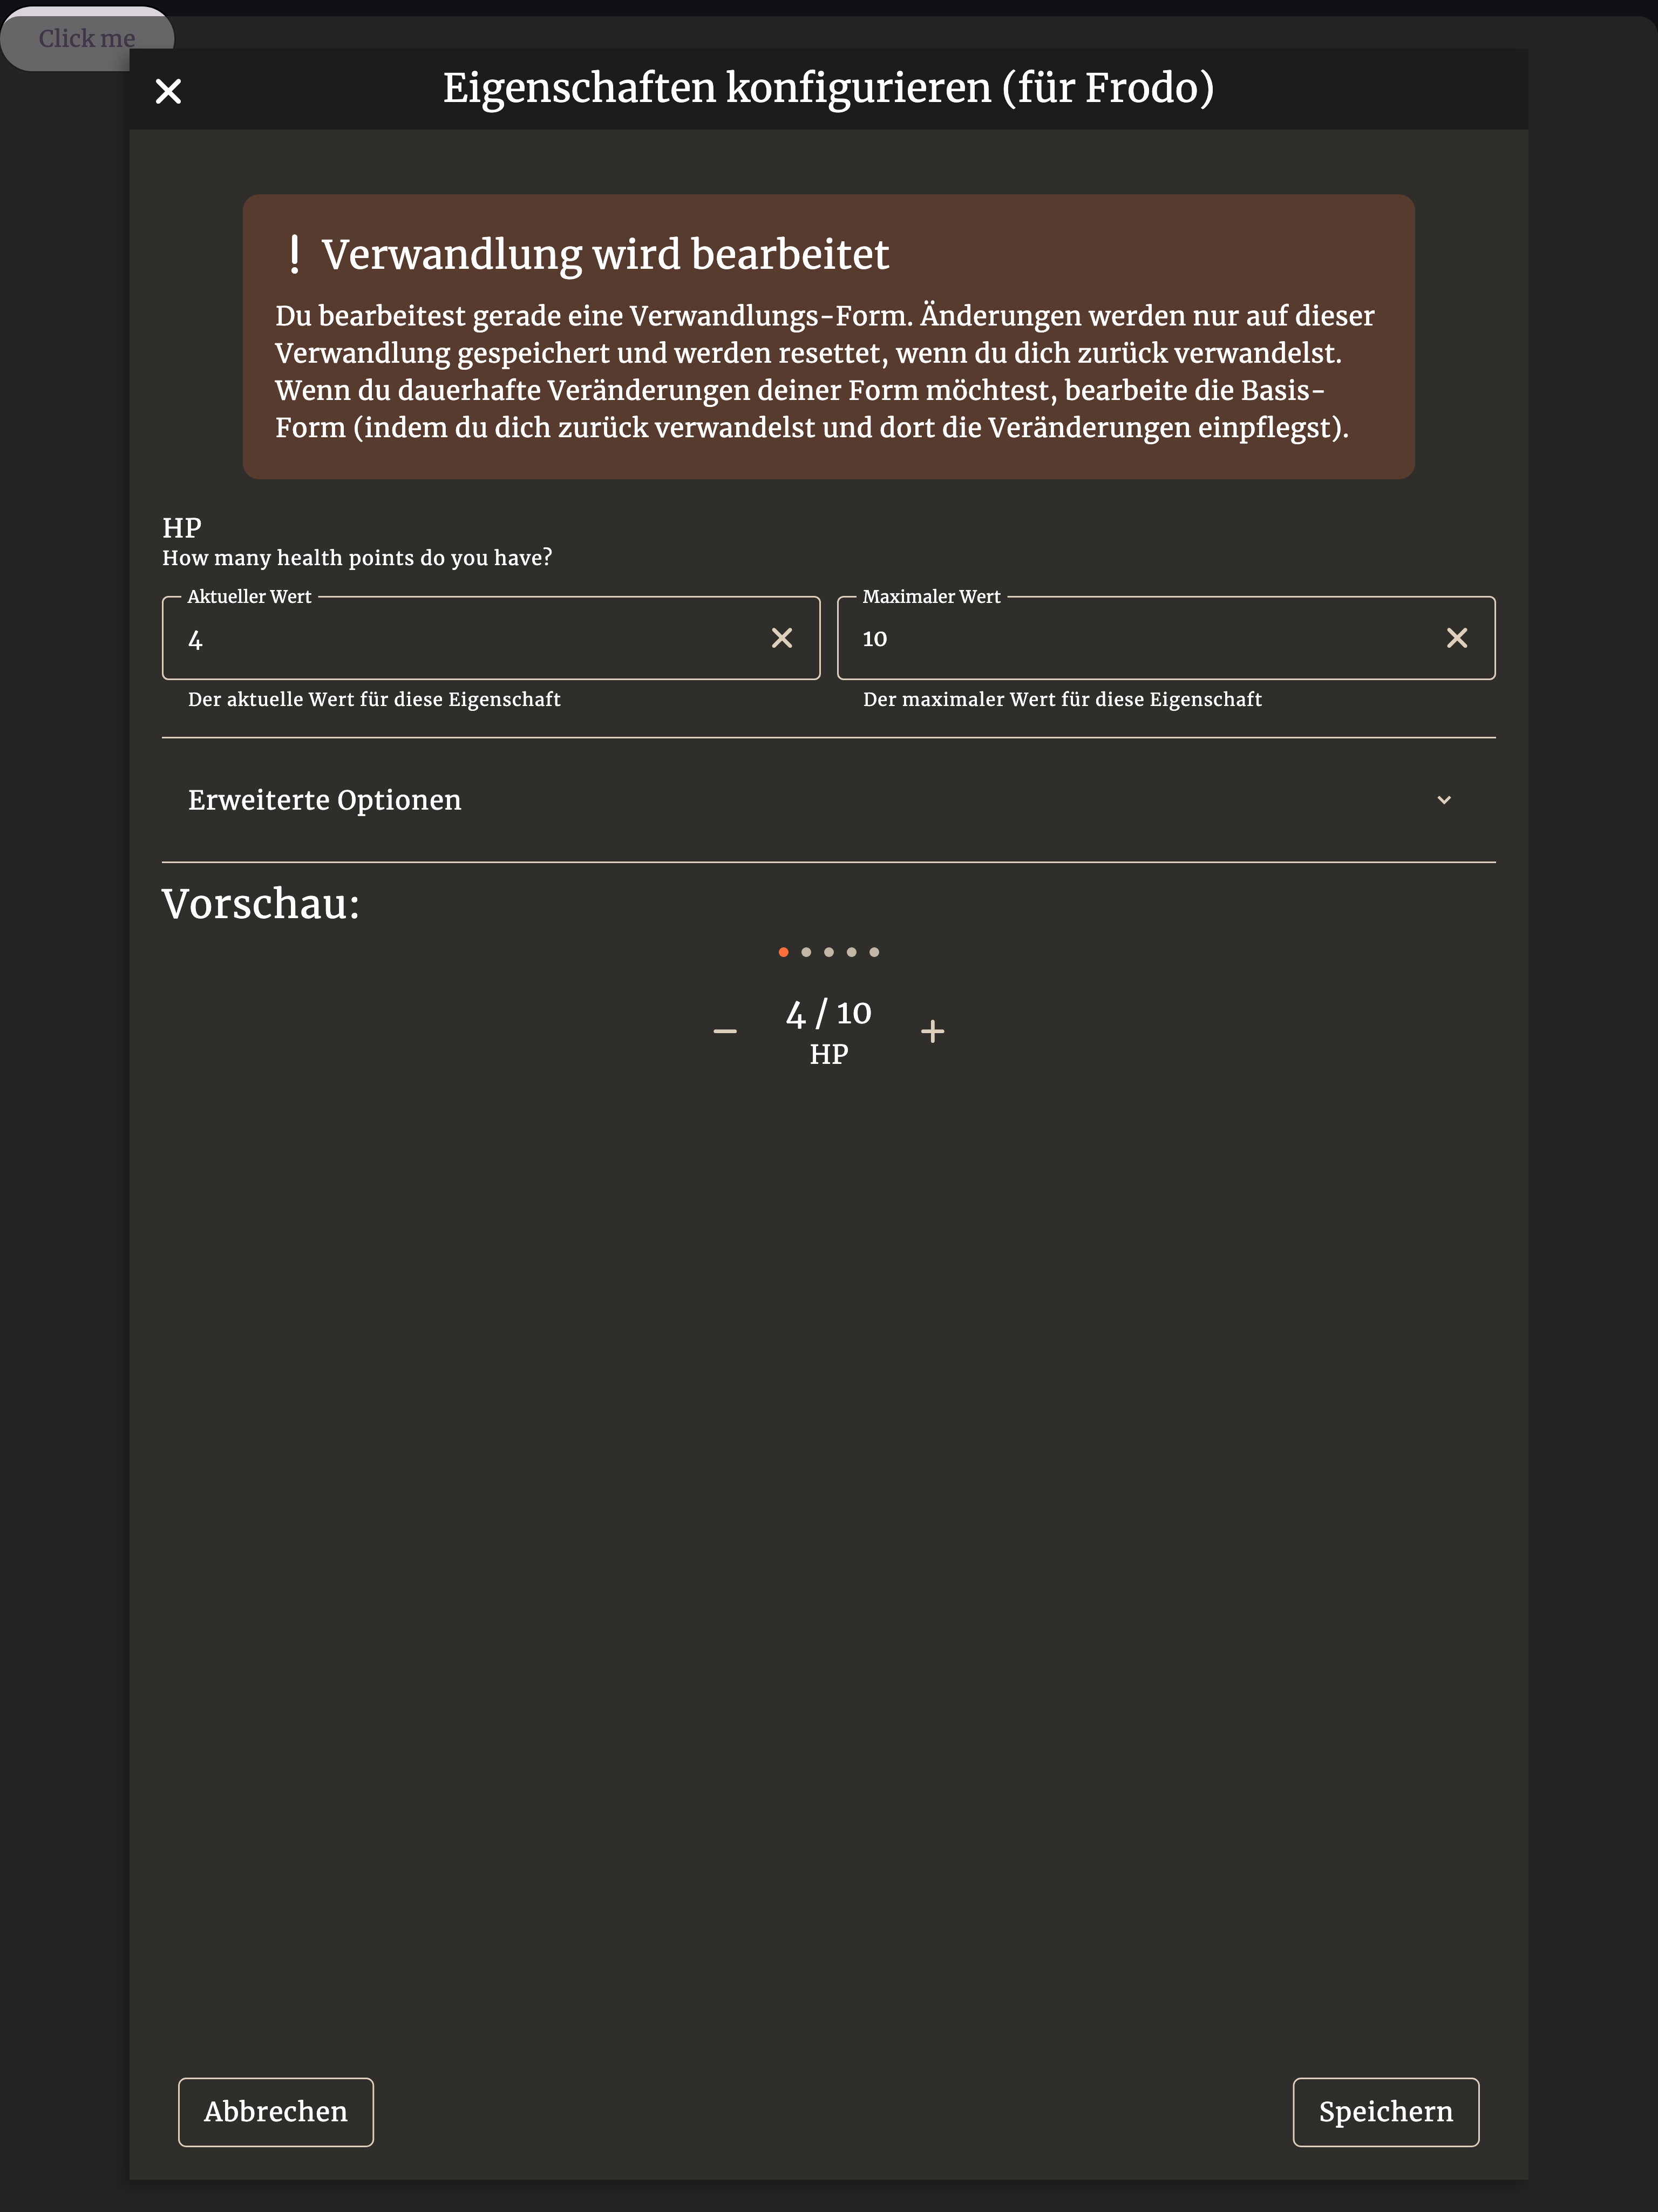 Click me
Eigenschaften konfigurieren (für Frodo)
! Verwandlung wird bearbeitet
Du bearbeitest gerade eine Verwandlungs-Form. Änderungen werden nur auf dieser
Verwandlung gespeichert und werden resettet, wenn du dich zurück verwandelst.
Wenn du dauerhafte Veränderungen deiner Form möchtest, bearbeite die Basis-
Form (indem du dich zurück verwandelst und dort die Veränderungen einpflegst).
HP
How many health points do you have?
Aktueller Wert
4
Der aktuelle Wert für diese Eigenschaft
Maximaler Wert
10
Der maximaler Wert für diese Eigenschaft
Erweiterte Optionen
Vorschau:
4 / 10
HP
Abbrechen
Speichern